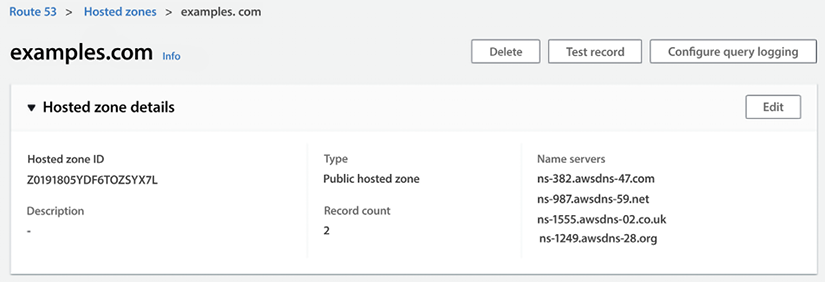 Route 53 > Hosted zones > examples. com
examples.com Info
Delete
Test record
Configure query logging
▼ Hosted zone details
Edit
Hosted zone ID
Z0191805YDF6TOZSYX7L
Description
-
Type
Public hosted zone
Record count
2
Name servers
ns-382.awsdns-47.com
ns-987.awsdns-59.net
ns-1555.awsdns-02.co.uk
ns-1249.awsdns-28.org